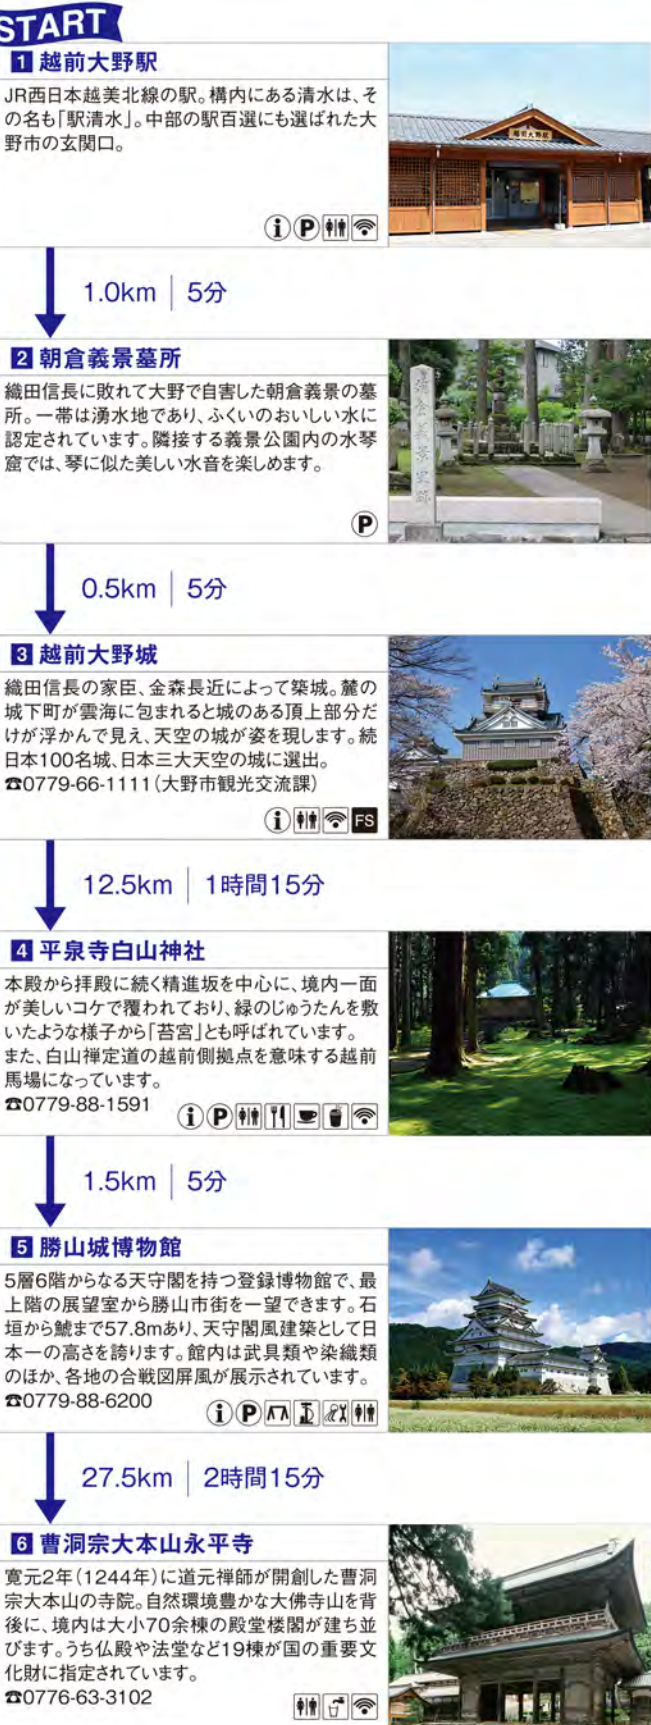 START
1 越前大野駅
JR西日本越美北線の駅。構内にある清水は、そ
の名も「駅清水」。中部の駅百選にも選ばれた大
野市の玄関口。
越前大野駅
i P
1.0km | 5分
2 朝倉義景墓所
織田信長に敗れて大野で自害した朝倉義景の墓
所。一帯は湧水地であり、ふくいのおいしい水に
認定されています。隣接する義景公園内の水琴
窟では、琴に似た美しい水音を楽しめます。
朝倉義景史跡
P
0.5km | 5分
3 越前大野城
織田信長の家臣、金森長近によって築城。麓の
城下町が雲海に包まれると城のある頂上部分だ
けが浮かんで見え、天空の城が姿を現します。続
日本100名城、日本三大天空の城に選出。
☎0779-66-1111(大野市観光交流課)
i FS
12.5km | 1時間15分
4 平泉寺白山神社
本殿から拝殿に続く精進坂を中心に、境内一面
が美しいコケで覆われており、緑のじゅうたんを敷
いたような様子から「苔宮」とも呼ばれています。
また、白山禅定道の越前側拠点を意味する越前
馬場になっています。
☎0779-88-1591
i P
1.5km | 5分
5 勝山城博物館
5層6階からなる天守閣を持つ登録博物館で、最
上階の展望室から勝山市街を一望できます。石
垣から鯱まで57.8mあり、天守閣風建築として日
本一の高さを誇ります。館内は武具類や染織類
のほか、各地の合戦図屏風が展示されています。
☎0779-88-6200
i P
27.5km | 2時間15分
6 曹洞宗大本山永平寺
寛元2年(1244年)に道元禅師が開創した曹洞
宗大本山の寺院。自然環境豊かな大佛寺山を背
後に、境内は大小70余棟の殿堂楼閣が建ち並
びます。うち仏殿や法堂など19棟が国の重要文
化財に指定されています。
☎0776-63-3102